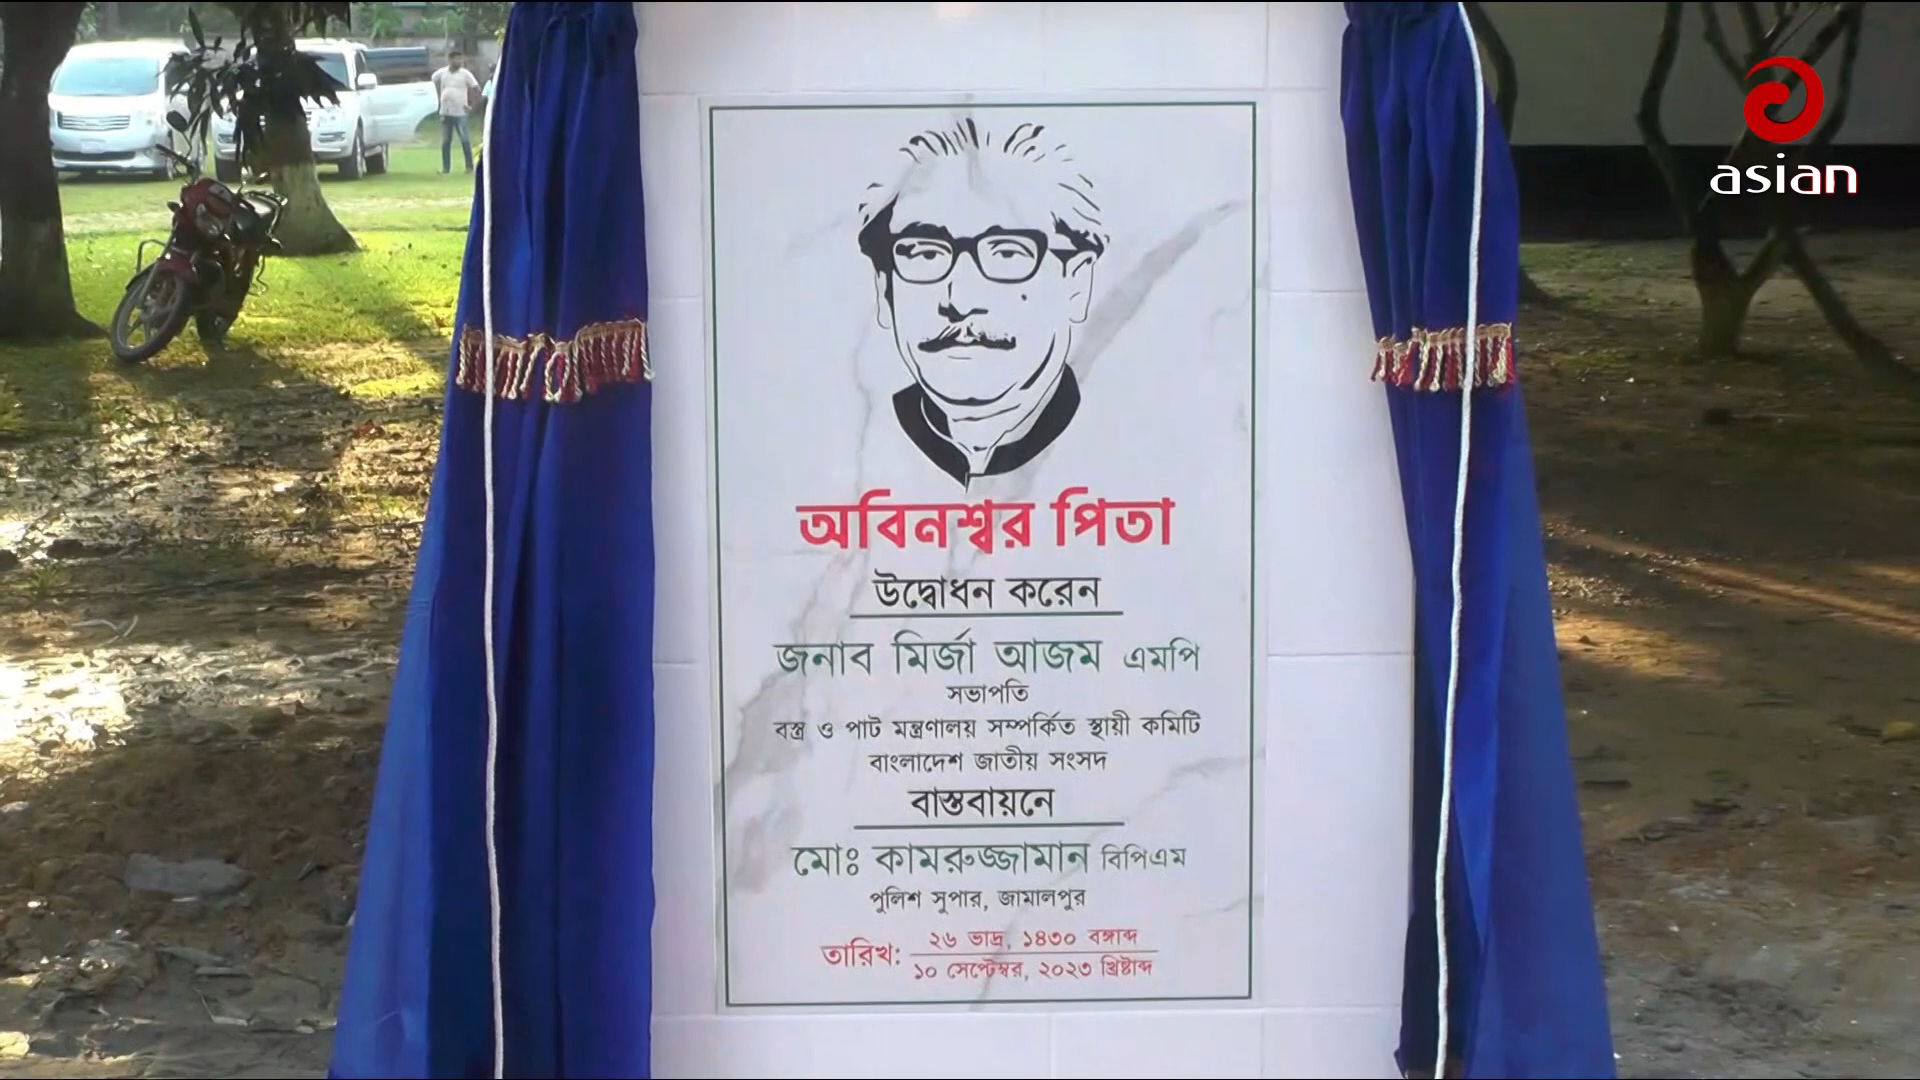 asian
অবিনশ্বর পিতা
উদ্বোধন করেন
জনাব মির্জা আজম এমপি
সভাপতি
বস্ত্র ও পাট মন্ত্রণালয় সম্পর্কিত স্থায়ী কমিটি
বাংলাদেশ জাতীয় সংসদ
বাস্তবায়নে
মোঃ কামরুজ্জামান বিপিএম
পুলিশ সুপার, জামালপুর
তারিখ: ২৬ ভাদ্র, ১৪৩০ বঙ্গাব্দ
১০ সেপ্টেম্বর, ২০২৩ খ্রিষ্টাব্দ